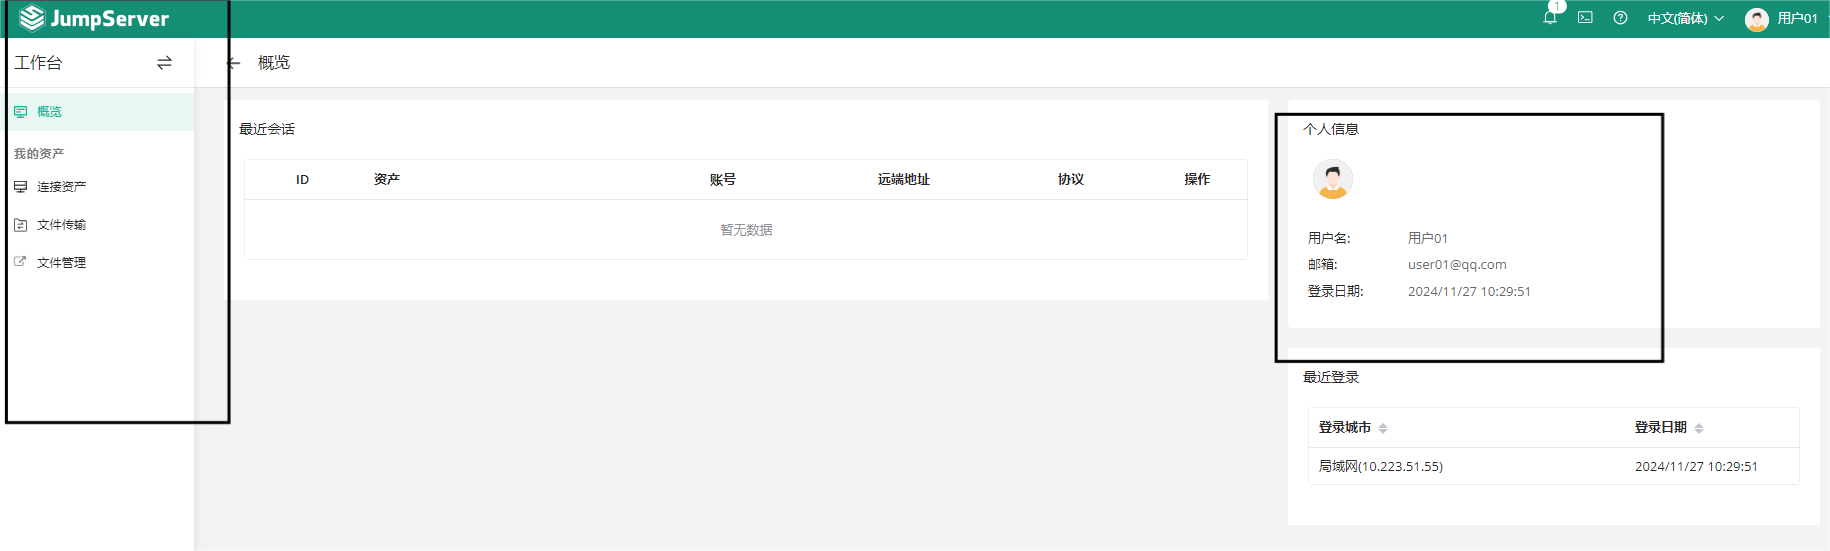 JumpServer
1
中文(简体)
用户01
工作台
概览
概览
我的资产
连接资产
文件传输
文件管理
最近会话
ID 资产 账号 远端地址 协议 操作
暂无数据
个人信息
用户名: 用户01
邮箱: user01@qq.com
登录日期: 2024/11/27 10:29:51
最近登录
登录城市 登录日期
局域网(10.223.51.55) 2024/11/27 10:29:51